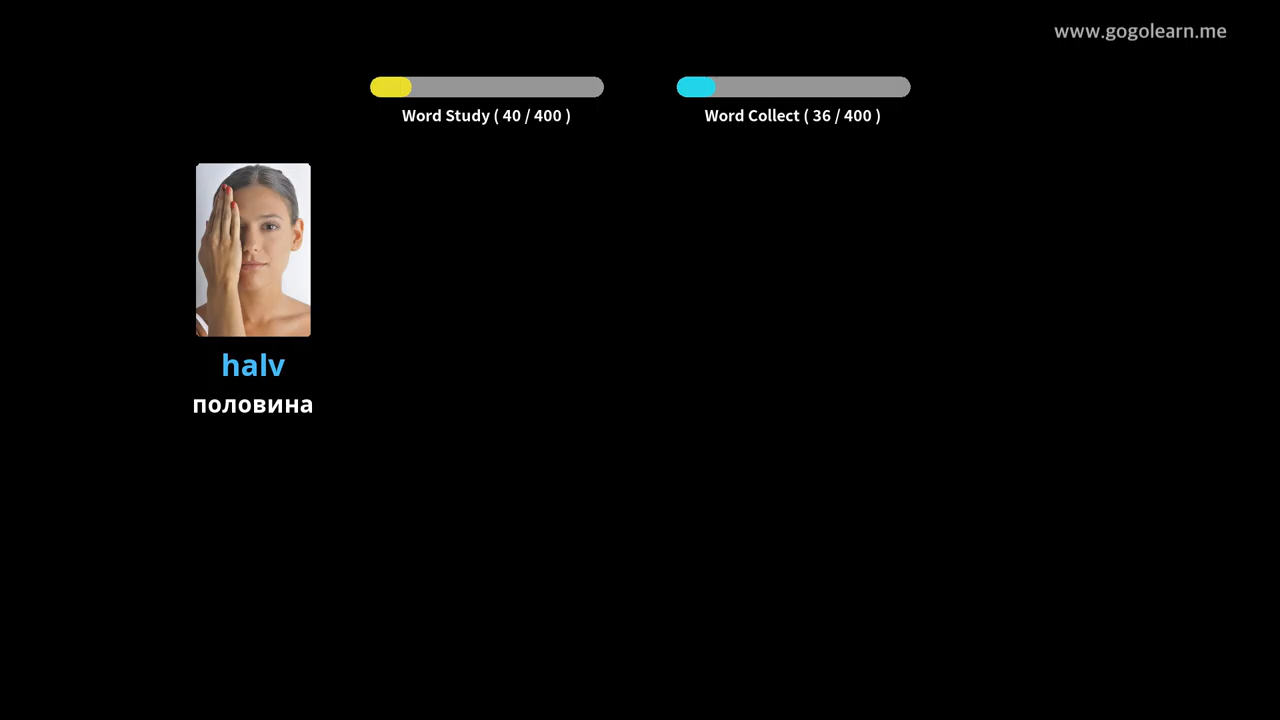 www.gogolearn.me
Word Study ( 40 / 400 )
Word Collect ( 36 / 400 )
halv
половина